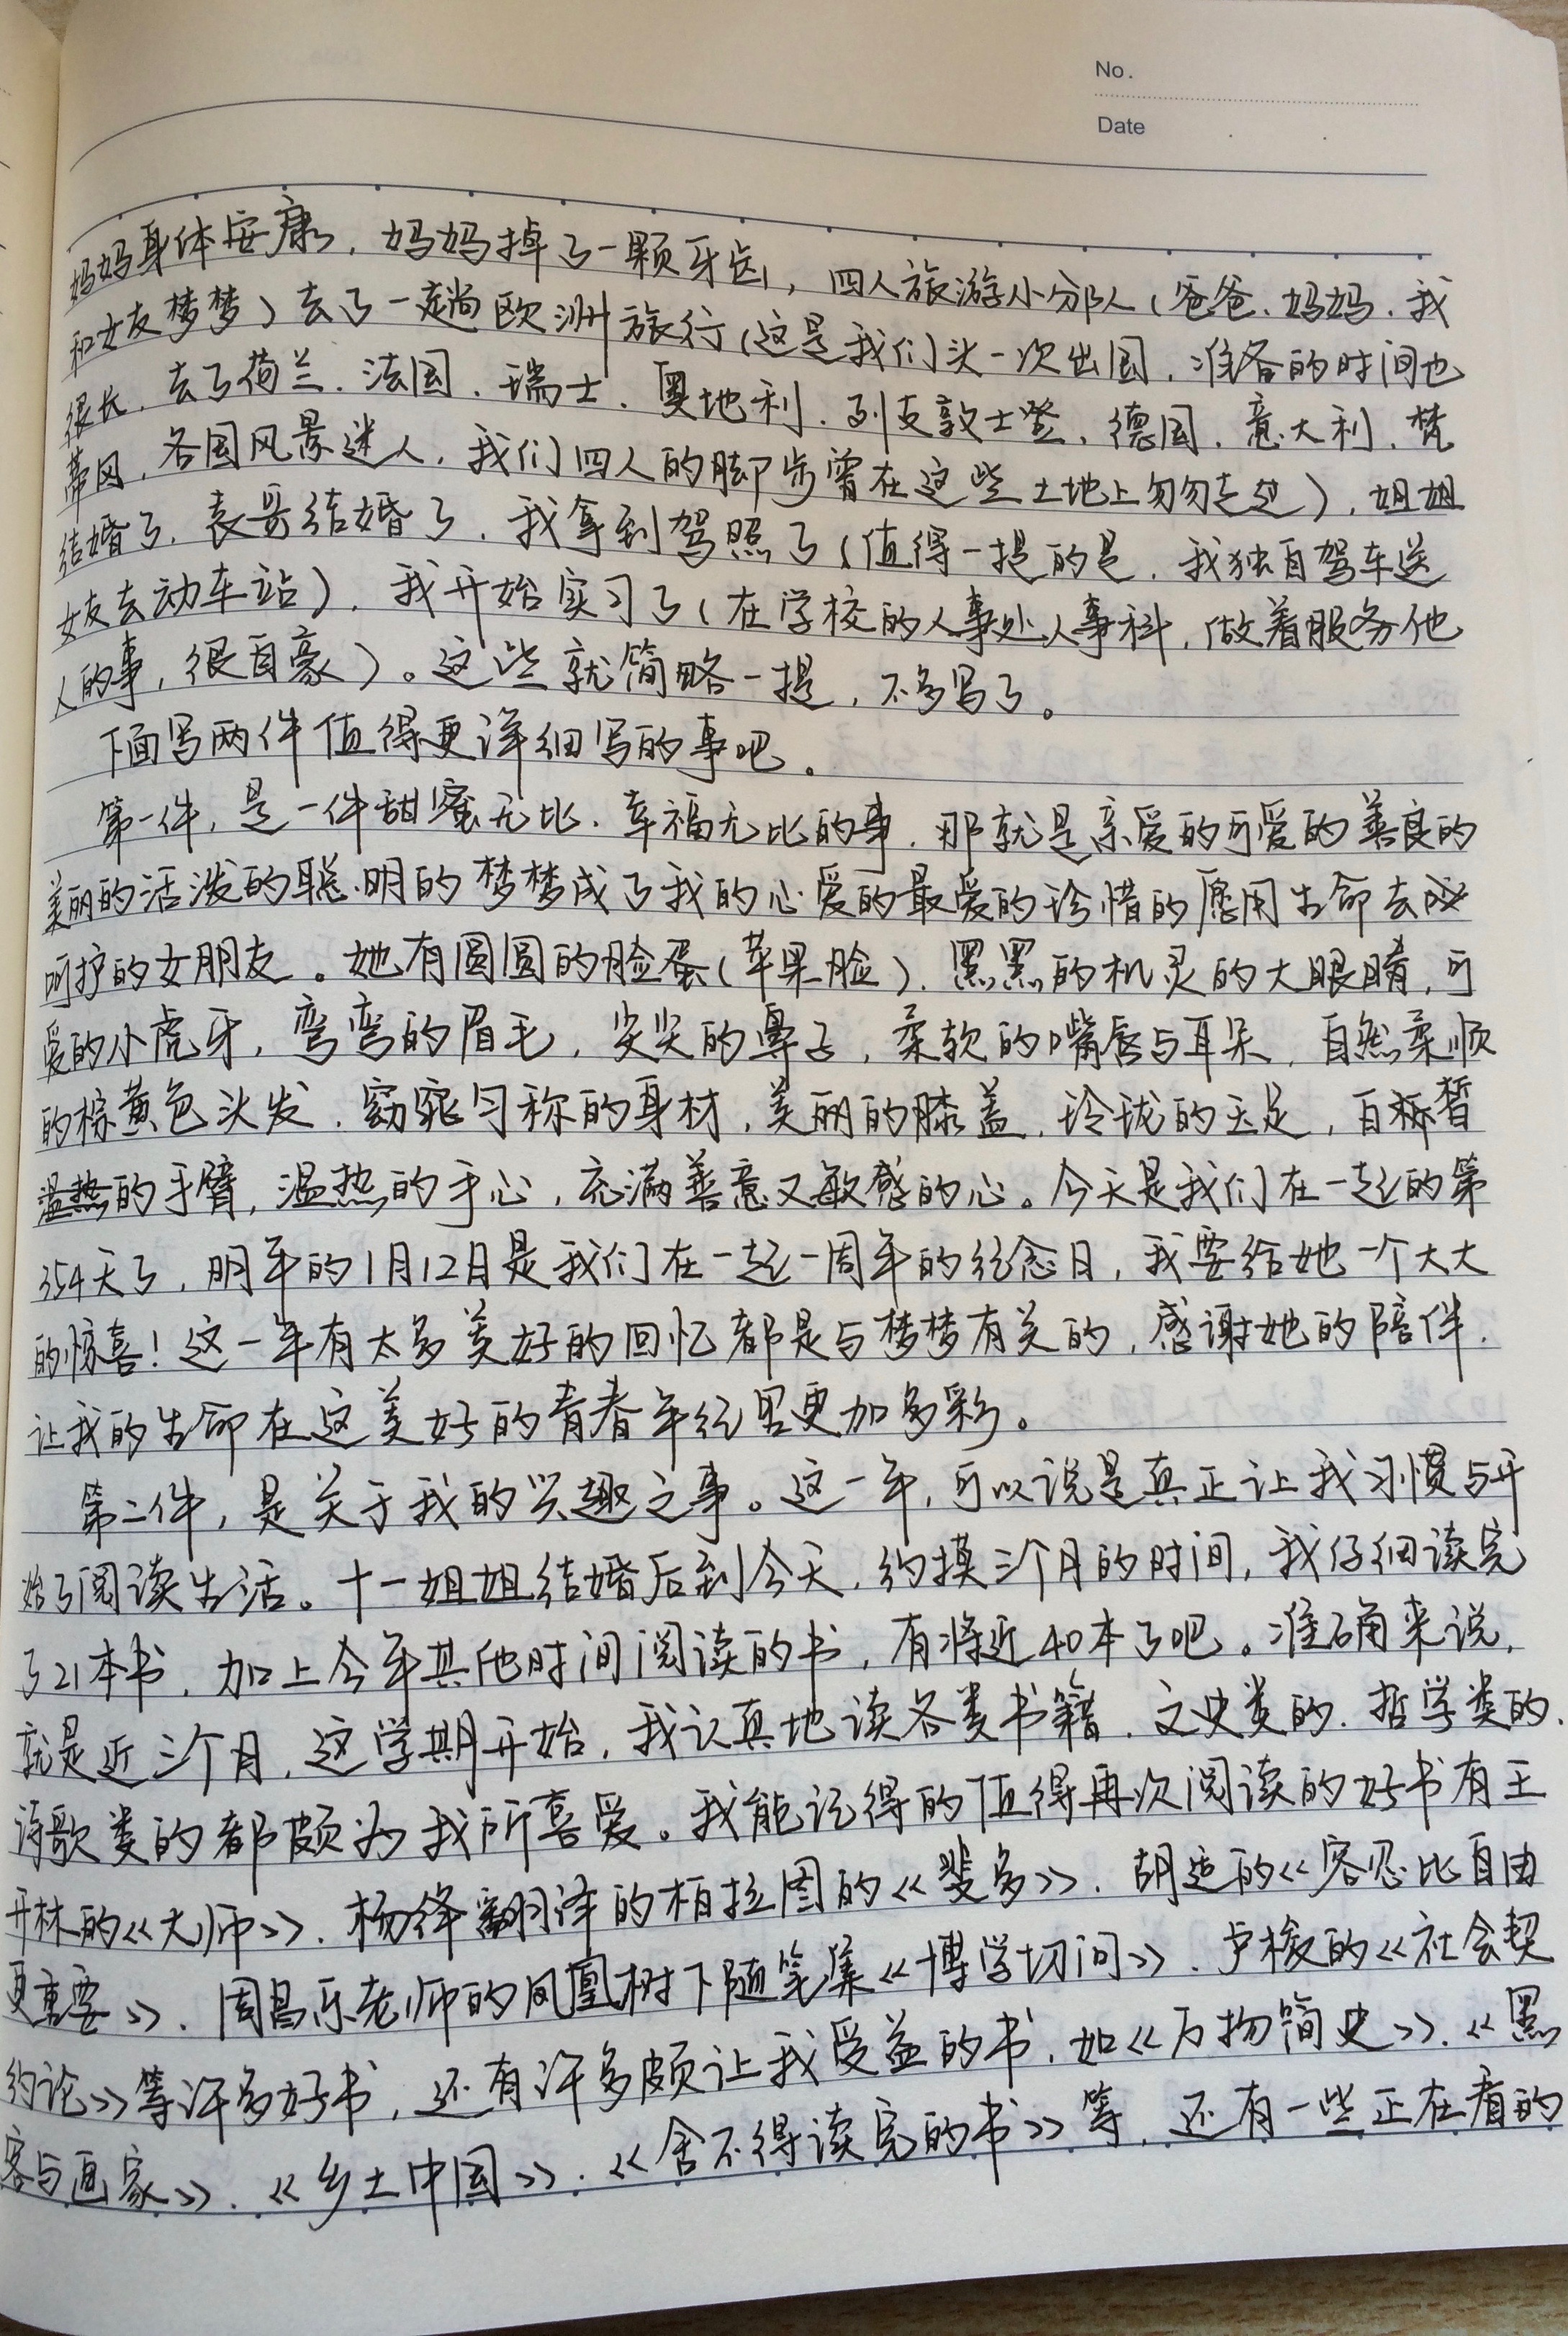 No.
Date
妈妈身体安康，妈妈掉了一颗牙齿，四人旅游小分队（爸爸、妈妈、我
和女友梦梦）去了一趟欧洲旅行（这是我们头一次出国，准备的时间也
很长，去了荷兰、法国、瑞士、奥地利、列支敦士登、德国、意大利、梵
蒂冈，各国风景迷人，我们四人的脚步曾在这些土地上匆匆走过），姐姐
结婚了，表哥结婚了，我拿到驾照了（值得一提的是，我独自驾车送
女友去动车站），我开始实习了（在学校的人事处人事科，做着服务他
人的事，很自豪）。这些就简略一提，不多写了。
下面写两件值得更详细写的事吧。
第一件，是一件甜蜜无比、幸福无比的事，那就是亲爱的可爱的善良的
美丽的活泼的聪明的梦梦成了我的心爱的最爱的珍惜的愿用生命去
呵护的女朋友。她有圆圆的脸蛋（苹果脸），黑黑的机灵的大眼睛，可
爱的小虎牙，弯弯的眉毛，尖尖的鼻子，柔软的嘴唇与耳朵，自然柔顺
的棕黄色头发，窈窕匀称的身材，美丽的膝盖，玲珑的玉足，白皙
温热的手臂，温热的手心，充满善意又敏感的心。今天是我们在一起的第
354天了，明年的1月12日是我们在一起一周年的纪念日，我要给她一个大大
的惊喜！这一年有太多美好的回忆都是与梦梦有关的，感谢她的陪伴，
让我的生命在这美好的青春年纪里更加多彩。
第二件，是关于我的兴趣之事。这一年，可以说是真正让我习惯与开
始了阅读生活。十一姐姐结婚后到今天，约摸三个月的时间，我仔细读完
了21本书，加上今年其他时间阅读的书，有将近40本了吧。准确来说，
就是近三个月，这学期开始，我认真地读各类书籍，文史类的、哲学类的、
诗歌类的都颇为我所喜爱。我能记得的值得再次阅读的好书有王
开林的《大师》、杨绛翻译的柏拉图的《斐多》、胡适的《容忍比自由
更重要》、周昌乐老师的凤凰树下随笔集《博学切问》、卢梭的《社会契
约论》等许多好书，还有许多颇让我受益的书，如《万物简史》、《黑
客与画家》、《乡土中国》、《舍不得读完的书》等，还有一些正在看的